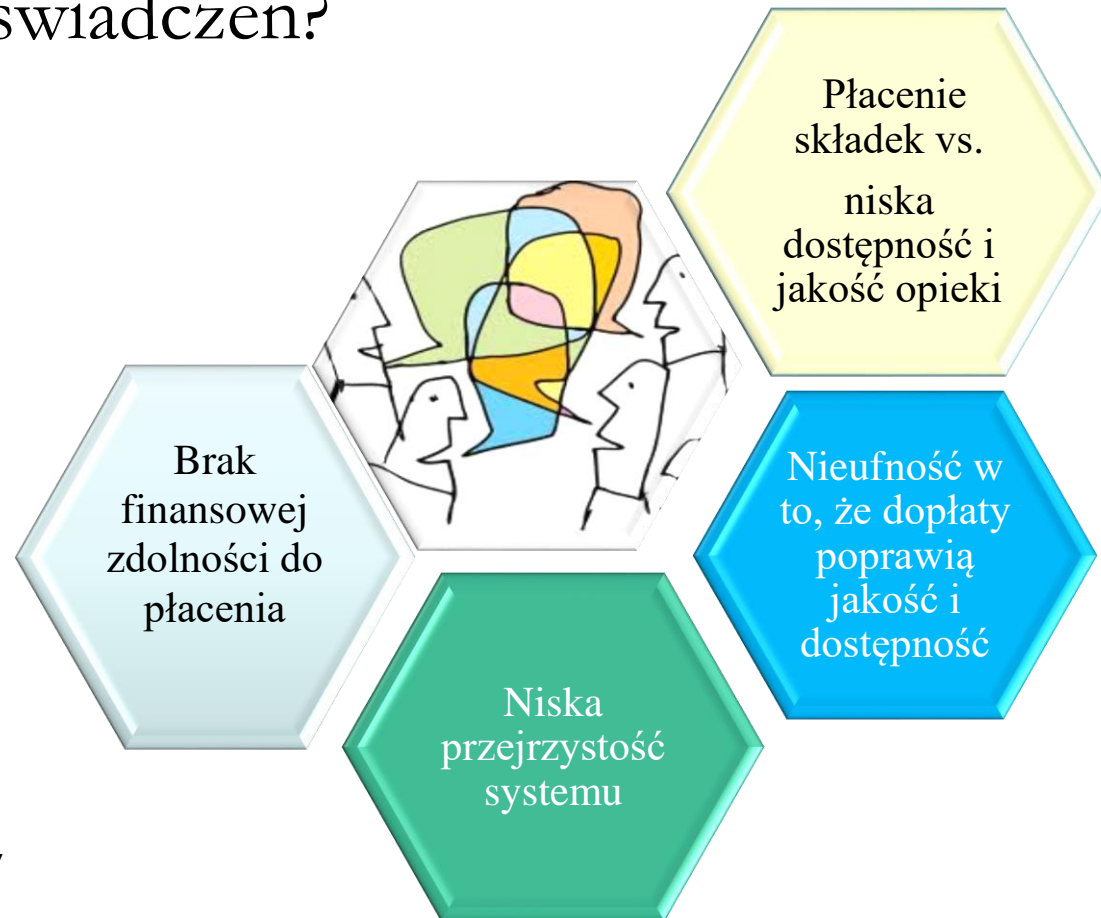 świadczeń?
Płacenie
składek vs.
niska
dostępność i
jakość opieki
Brak
finansowej
zdolności do
płacenia
Nieufność w
to, że dopłaty
poprawią
jakość i
dostępność
Niska
przejrzystość
systemu